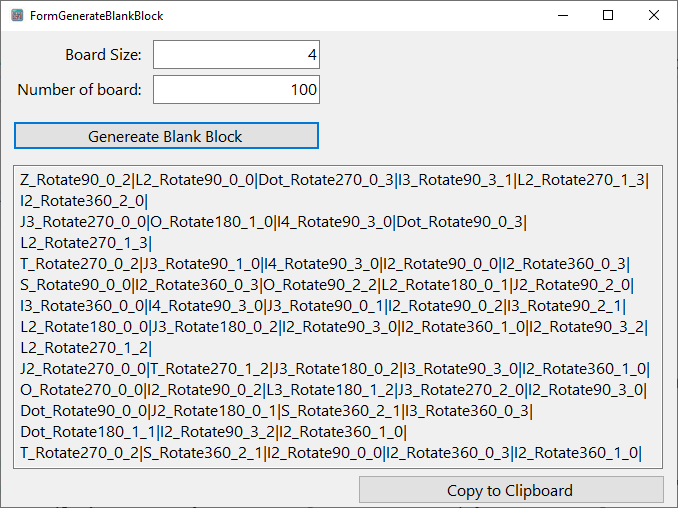 FormGenerateBlankBlock
Board Size:
4
Number of board:
100
Genereate Blank Block
Z_Rotate90_0_2|L2_Rotate90_0_0|Dot_Rotate270_0_3|I3_Rotate90_3_1|L2_Rotate270_1_3|
I2_Rotate360_2_0|
J3_Rotate270_0_0|O_Rotate180_1_0|I4_Rotate90_3_0|Dot_Rotate90_0_3|
L2_Rotate270_1_3|
T_Rotate270_0_2|J3_Rotate90_1_0|I4_Rotate90_3_0|I2_Rotate90_0_0|I2_Rotate360_0_3|
S_Rotate90_0_0|I2_Rotate360_0_3|O_Rotate90_2_2|L2_Rotate180_0_1|J2_Rotate90_2_0|
I3_Rotate360_0_0|I4_Rotate90_3_0|J3_Rotate90_0_1|I2_Rotate90_0_2|I3_Rotate90_2_1|
L2_Rotate180_0_0|J3_Rotate180_0_2|I2_Rotate90_3_0|I2_Rotate360_1_0|I2_Rotate90_3_2|
L2_Rotate270_1_2|
J2_Rotate270_0_0|T_Rotate270_1_2|J3_Rotate180_0_2|I3_Rotate90_3_0|I2_Rotate360_1_0|
O_Rotate270_0_0|I2_Rotate90_0_2|L3_Rotate180_1_2|J3_Rotate270_2_0|I2_Rotate90_3_0|
Dot_Rotate90_0_0|J2_Rotate180_0_1|S_Rotate360_2_1|I3_Rotate360_0_3|
Dot_Rotate180_1_1|I2_Rotate90_3_2|I2_Rotate360_1_0|
T_Rotate270_0_2|S_Rotate360_2_1|I2_Rotate90_0_0|I2_Rotate360_0_3|I2_Rotate360_1_0|
Copy to Clipboard